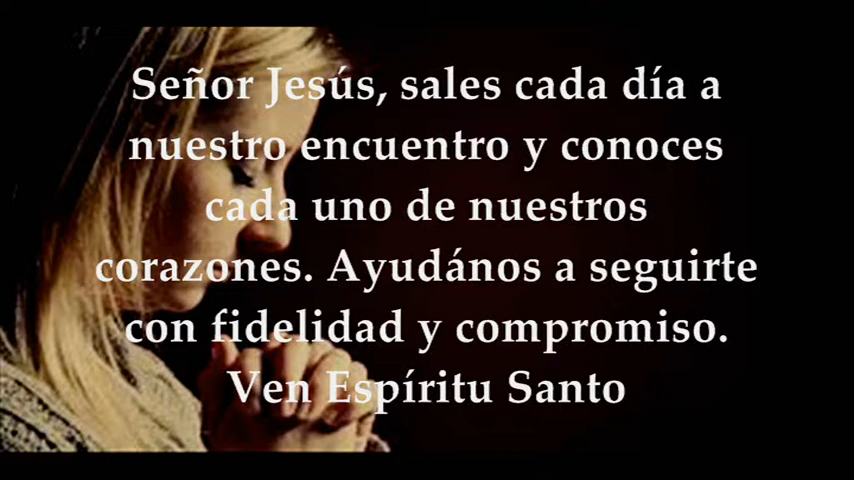 Señor Jesús, sales cada día a
nuestro encuentro y conoces
cada uno de nuestros
corazones. Ayudános a seguirte
con fidelidad y compromiso.
Ven Espíritu Santo